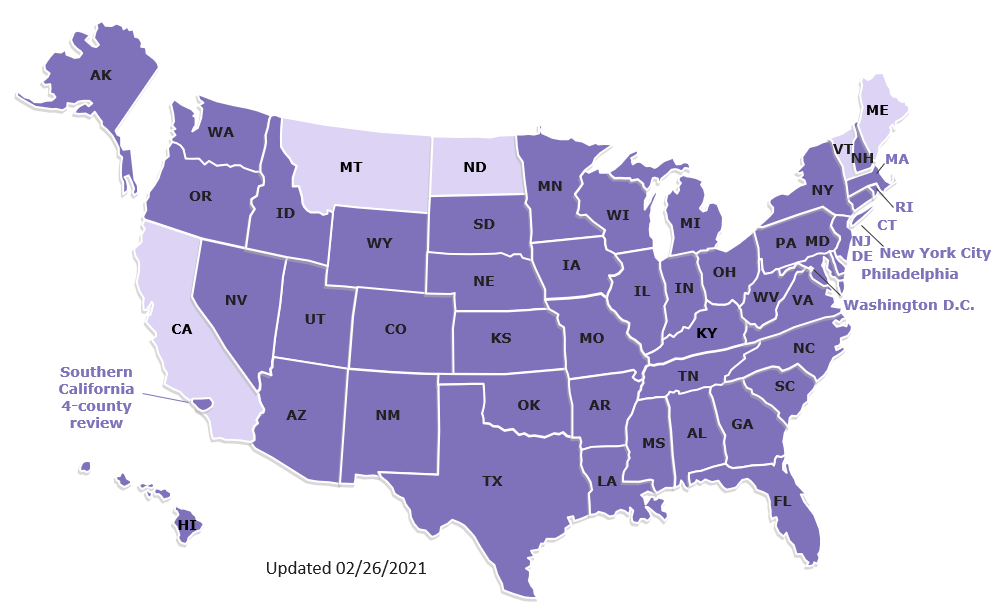 AK
WA
MT
ND
ME
VT
NH
MA
OR
ID
MN
NY
RI
WI
MI
SD
CT
WY
PA
MD
NJ
New York City
DE
IA
OH
Philadelphia
NE
NV
IL
IN
WV
VA
Washington D.C.
UT
CO
CA
KS
MO
KY
NC
Southern
California
4-county
review
TN
SC
AZ
NM
OK
AR
GA
MS
AL
TX
LA
FL
HI
Updated 02/26/2021